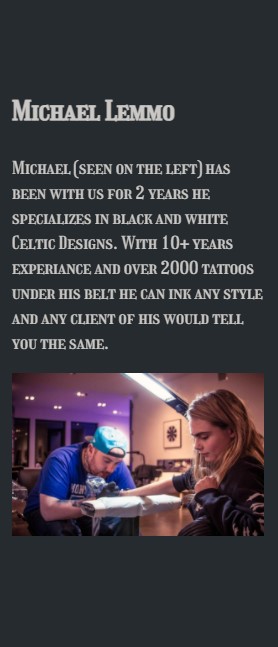 Michael Lemmo
Michael (seen on the left) has
been with us for 2 years he
specializes in black and white
Celtic Designs. With 10+ years
experiance and over 2000 tattoos
under his belt he can ink any style
and any client of his would tell
you the same.